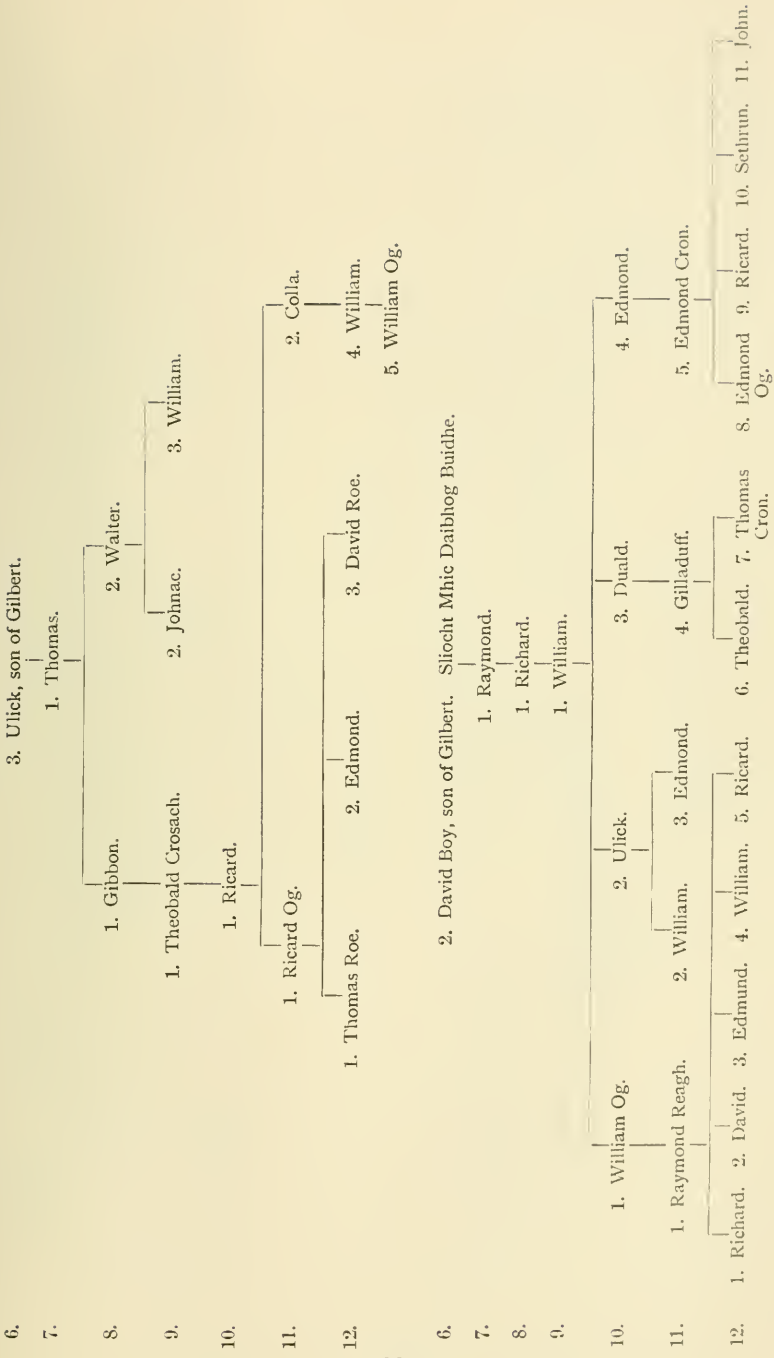 6. 3. Ulick, son of Gilbert.
7. 1. Thomas.
8. 1. Gibbon. 2. Walter.
9. 1. Theobald Crosach. 2. Johnac. 3. William.
10. 1. Ricard.
11. 1. Ricard Og. 2. Colla.
12. 1. Thomas Roe. 2. Edmond. 3. David Roe. 4. William.
5. William Og.
6. 2. David Boy, son of Gilbert. Sliocht Mhic Daibhog Buidhe.
7. 1. Raymond.
8. 1. Richard.
9. 1. William.
10. 1. William Og. 2. Ulick. 3. Duald. 4. Edmond.
11. 1. Raymond Reagh. 2. William. 3. Edmond. 4. Gilladuff. 5. Edmond Cron.
12. 1. Richard. 2. David. 3. Edmund. 4. William. 5. Ricard. 6. Theobald. 7. Thomas 8. Edmond 9. Ricard. 10. Sethrun. 11. John.
Cron. Og.